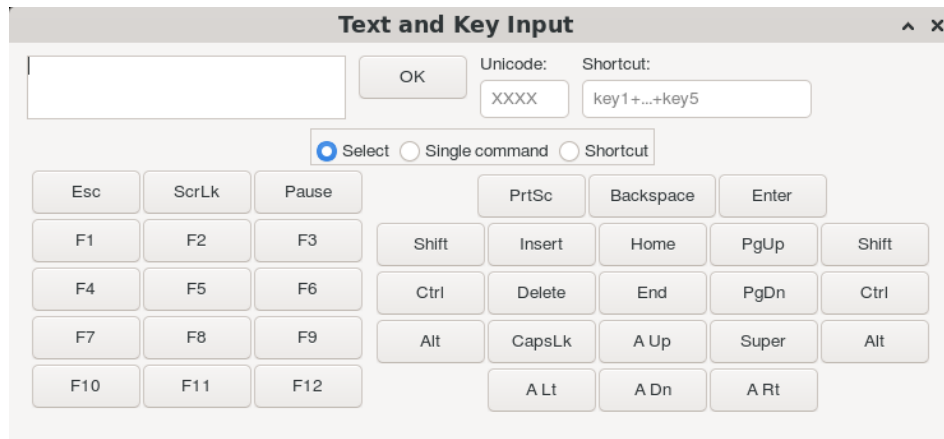 Text and Key Input
OK
Unicode:
Shortcut:
XXXX
key1+...+key5
Select
Single command
Shortcut
Esc
ScrLk
Pause
PrtSc
Backspace
Enter
F1
F2
F3
Shift
Insert
Home
PgUp
Shift
F4
F5
F6
Ctrl
Delete
End
PgDn
Ctrl
F7
F8
F9
Alt
CapsLk
A Up
Super
Alt
F10
F11
F12
A Lt
A Dn
A Rt